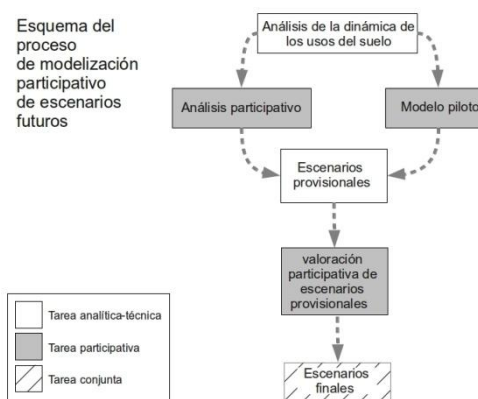 Esquema del
proceso
de modelización
participativo
de escenarios
futuros
Análisis de la dinámica de
los usos del suelo
Análisis participativo
Modelo piloto
Escenarios
provisionales
valoración
participativa de
escenarios
provisionales
Escenarios
finales
Tarea analítica-técnica
Tarea participativa
Tarea conjunta